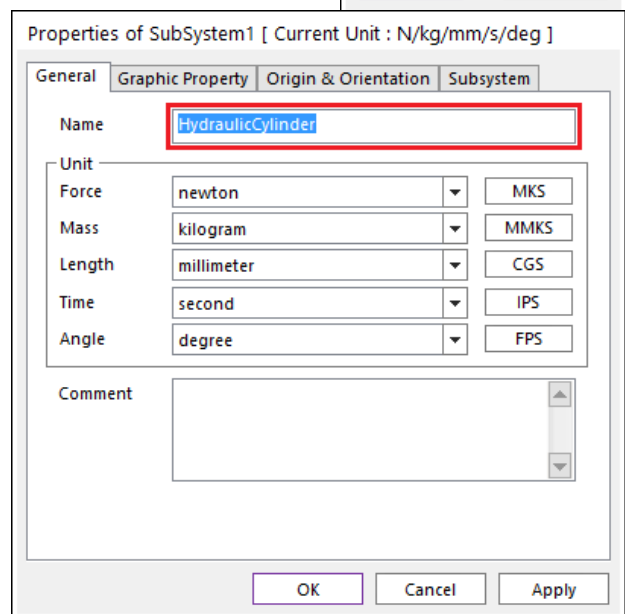 Properties of SubSystem1 [ Current Unit : N/kg/mm/s/deg ]
General Graphic Property Origin & Orientation Subsystem
Name HydraulicCylinder
Unit
Force newton MKS
Mass kilogram MMKS
Length millimeter CGS
Time second IPS
Angle degree FPS
Comment
OK Cancel Apply